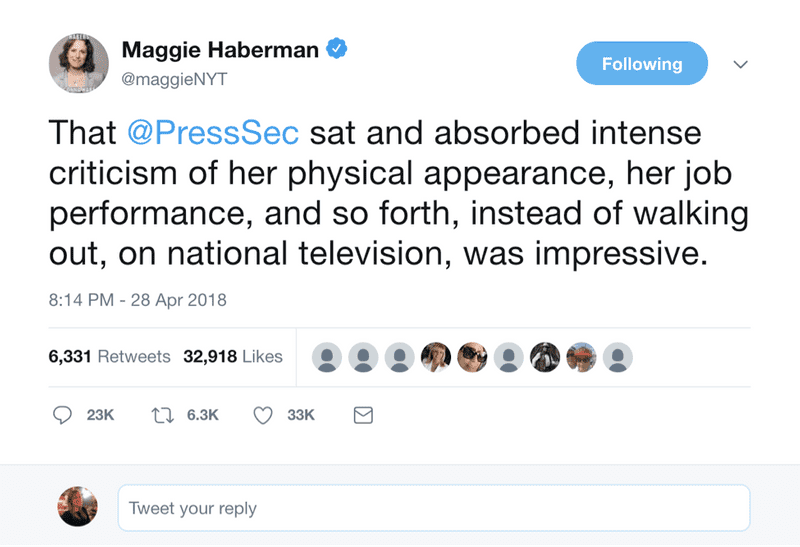 Maggie Haberman
@maggieNYT
Following
That @PressSec sat and absorbed intense
criticism of her physical appearance, her job
performance, and so forth, instead of walking
out, on national television, was impressive.
8:14 PM - 28 Apr 2018
6,331 Retweets 32,918 Likes
23K 6.3K 33K
Tweet your reply